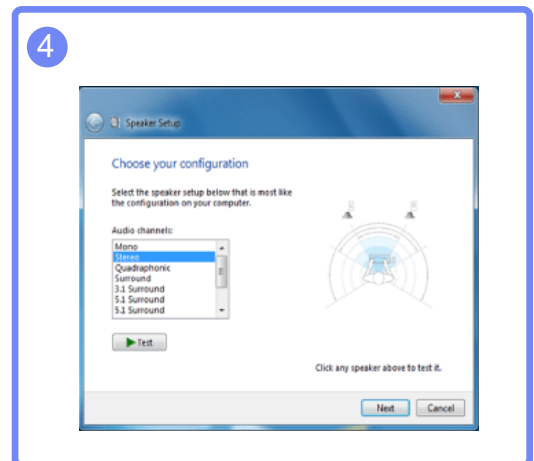 4
Speaker Setup
Choose your configuration
Select the speaker setup below that is most like
the configuration on your computer.
Audio channels:
Mono
Stereo
Quadraphonic
Surround
3.1 Surround
5.1 Surround
5.1 Surround
Test
Click any speaker above to test it.
Next Cancel